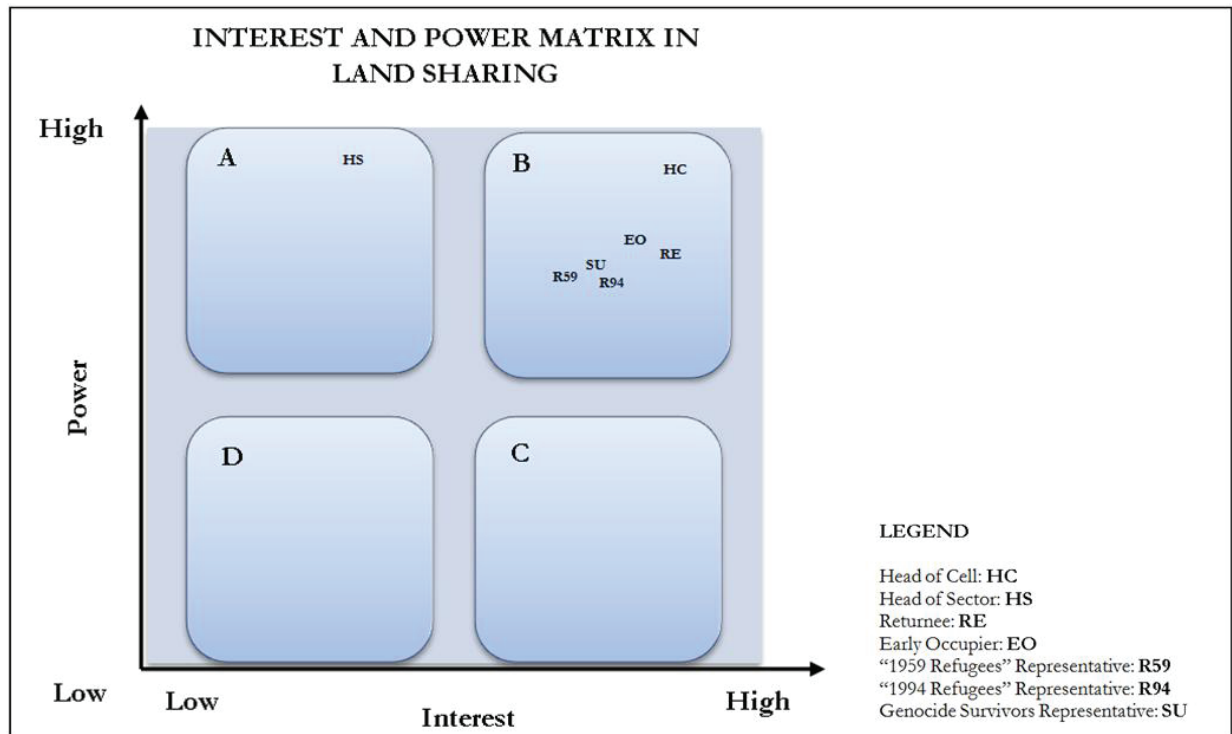 INTEREST AND POWER MATRIX IN
LAND SHARING
High
A
HS
B
HC
EO
RE
SU
R59
R94
Power
D
C
Low
Low
Interest
High
LEGEND
Head of Cell: HC
Head of Sector: HS
Returnee: RE
Early Occupier: EO
“1959 Refugees” Representative: R59
“1994 Refugees” Representative: R94
Genocide Survivors Representative: SU